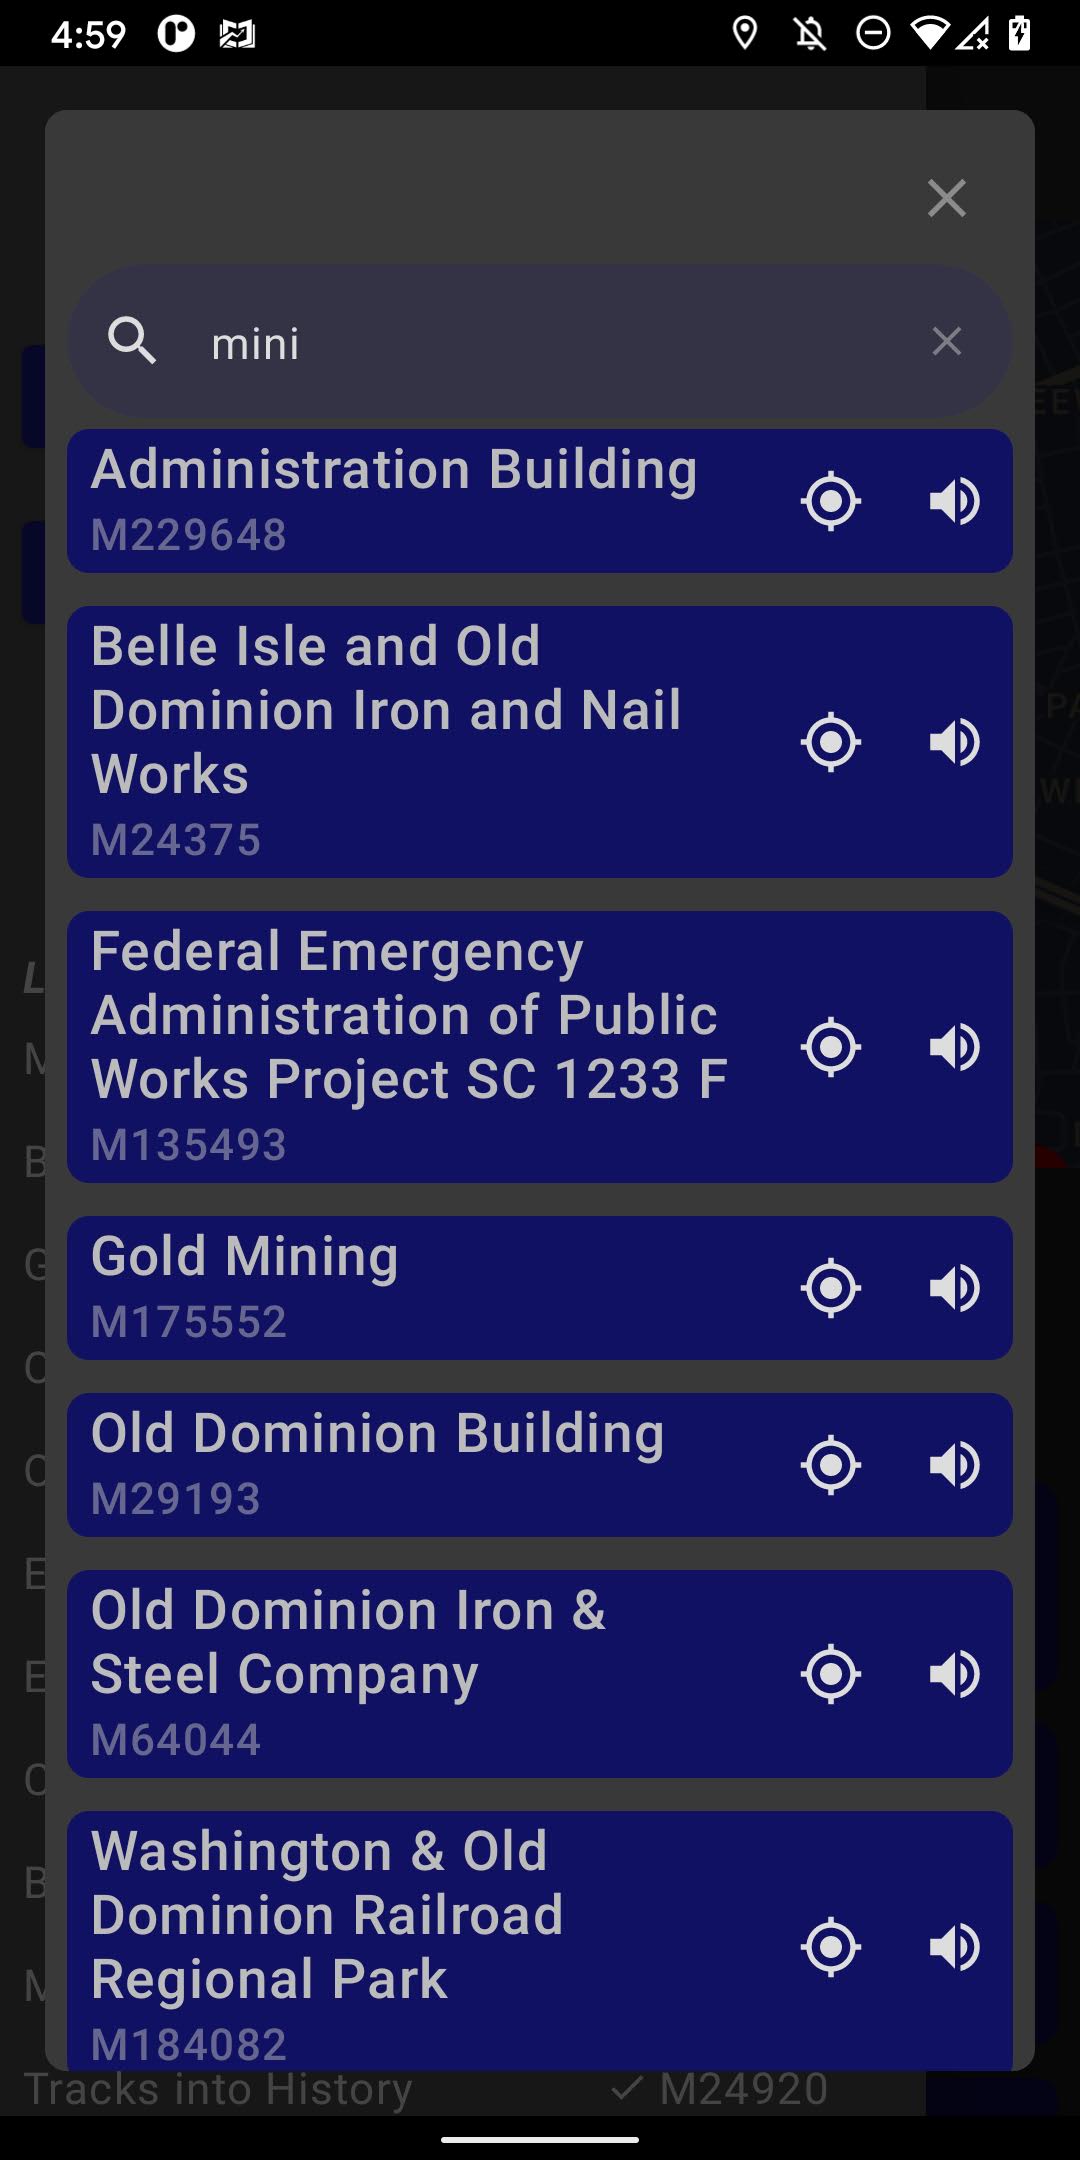 4:59
mini
Administration Building
M229648
Belle Isle and Old
Dominion Iron and Nail
Works
M24375
Federal Emergency
Administration of Public
Works Project SC 1233 F
M135493
Gold Mining
M175552
Old Dominion Building
M29193
Old Dominion Iron &
Steel Company
M64044
Washington & Old
Dominion Railroad
Regional Park
M184082
Tracks into History
M24920